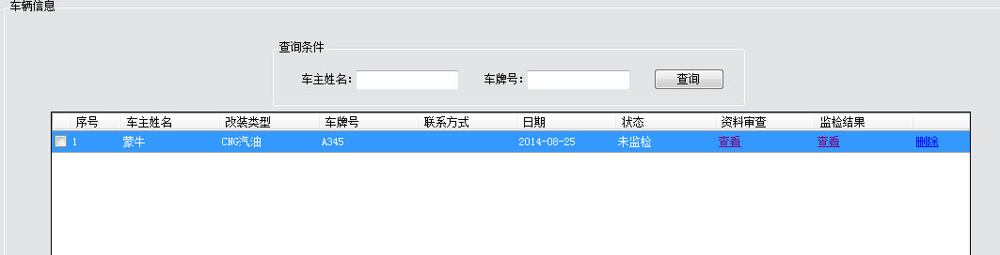 车辆信息
查询条件
车主姓名： 车牌号： 查询
序号 车主姓名 改装类型 车牌号 联系方式 日期 状态 资料审查 监检结果
1 蒙牛 CNG汽油 A345 2014-08-25 未监检 查看 查看 删除